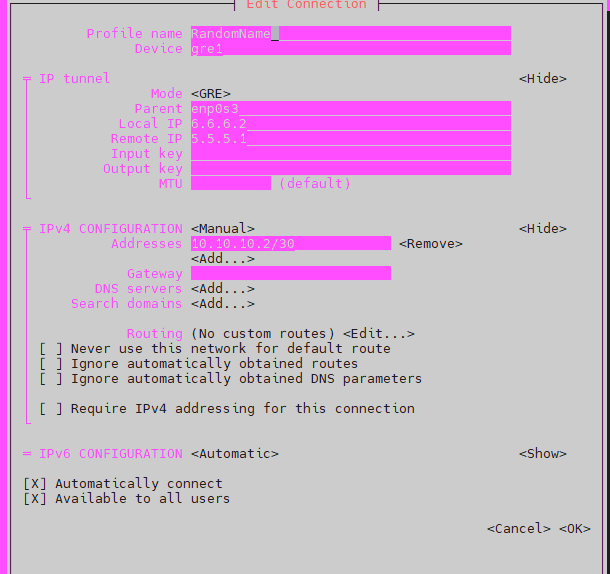 Edit Connection
Profile name RandomName
Device gre1
IP tunnel <Hide>
Mode <GRE>
Parent enp0s3
Local IP 6.6.6.2
Remote IP 5.5.5.1
Input key
Output key
MTU (default)
IPv4 CONFIGURATION <Manual> <Hide>
Addresses 10.10.10.2/30 <Remove>
<Add...>
Gateway
DNS servers <Add...>
Search domains <Add...>
Routing (No custom routes) <Edit...>
[ ] Never use this network for default route
[ ] Ignore automatically obtained routes
[ ] Ignore automatically obtained DNS parameters
[ ] Require IPv4 addressing for this connection
IPv6 CONFIGURATION <Automatic> <Show>
[X] Automatically connect
[X] Available to all users
<Cancel> <OK>